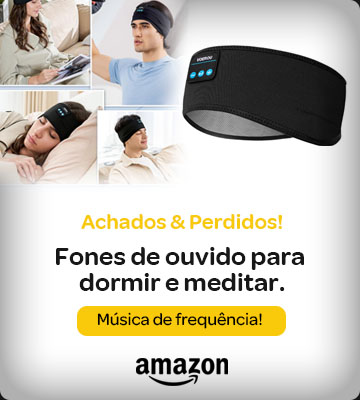 Achados & Perdidos!
Fones de ouvido para
dormir e meditar.
Música de frequência!
amazon